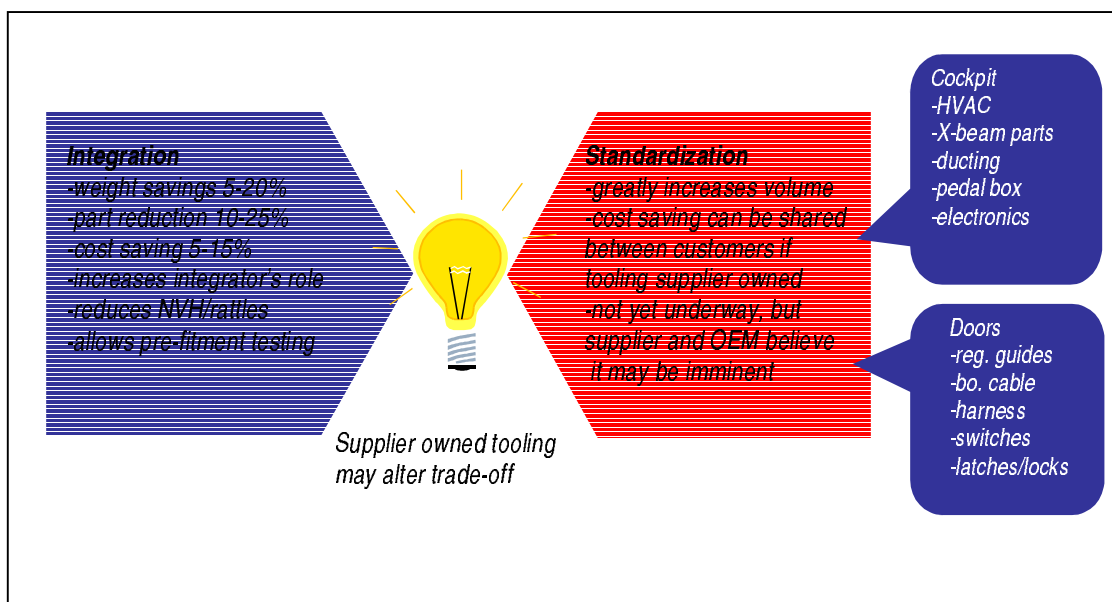 Integration
-weight savings 5-20%
-part reduction 10-25%
-cost saving 5-15%
-increases integrator's role
-reduces NVH/rattles
-allows pre-fitment testing
Supplier owned tooling
may alter trade-off
Standardization
-greatly increases volume
-cost saving can be shared
between customers if
tooling supplier owned
-not yet underway, but
supplier and OEM believe
it may be imminent
Cockpit
-HVAC
-X-beam parts
-ducting
-pedal box
-electronics
Doors
-reg. guides
-bo. cable
-harness
-switches
-latches/locks